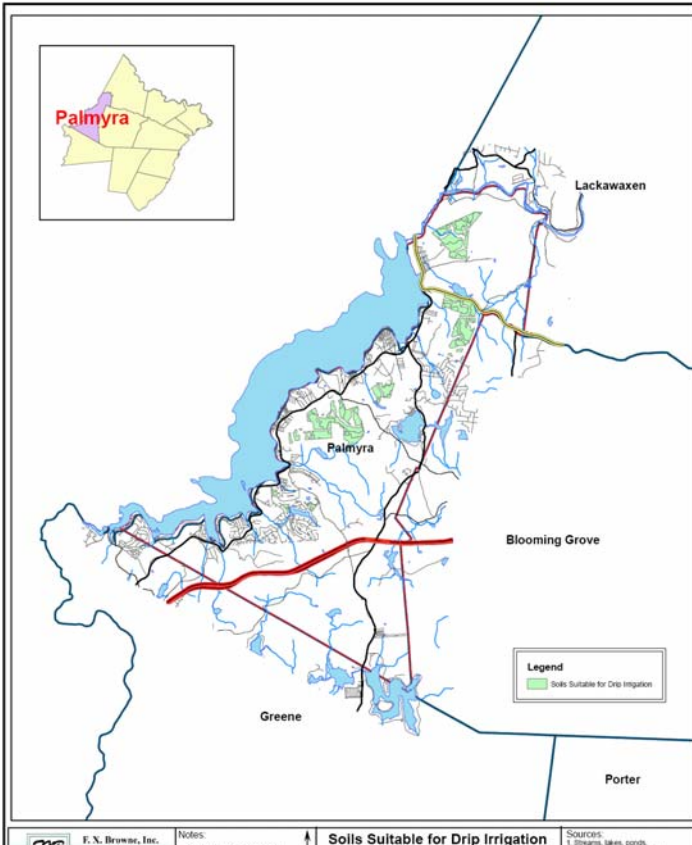 Palmyra
Lackawaxen
Palmyra
Blooming Grove
Legend
Soils Suitable for Drip Irrigation
Greene
Porter
F. X. Browne, Inc.
Notes:
Soils Suitable for Drip Irrigation
Sources:
1. Streams, lakes, ponds,